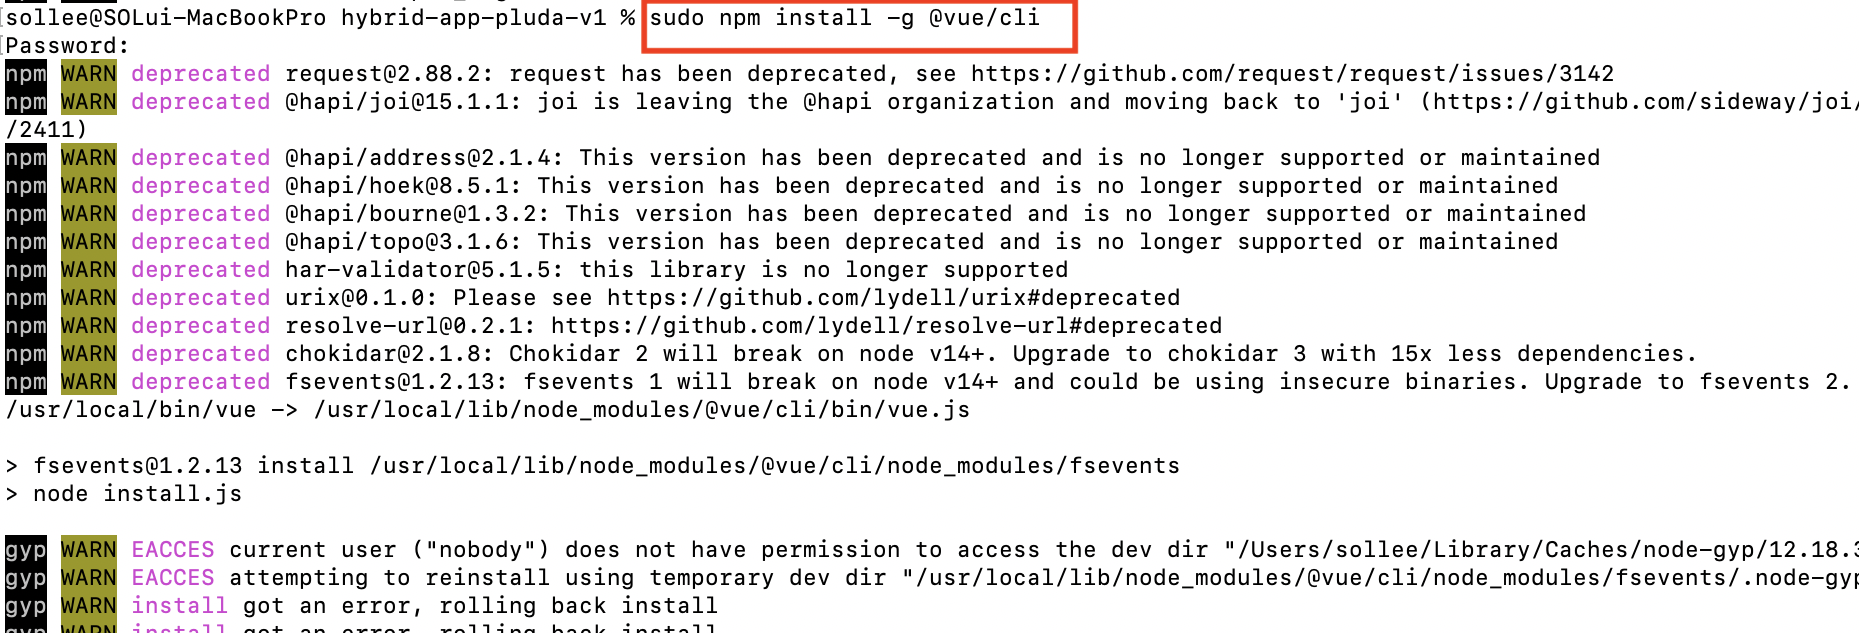 sollee@SOLui-MacBookPro hybrid-app-pluda-v1 % sudo npm install -g @vue/cli
Password:
npm WARN deprecated request@2.88.2: request has been deprecated, see https://github.com/request/request/issues/3142
npm WARN deprecated @hapi/joi@15.1.1: joi is leaving the @hapi organization and moving back to 'joi' (https://github.com/sideway/joi/
/2411)
npm WARN deprecated @hapi/address@2.1.4: This version has been deprecated and is no longer supported or maintained
npm WARN deprecated @hapi/hoek@8.5.1: This version has been deprecated and is no longer supported or maintained
npm WARN deprecated @hapi/bourne@1.3.2: This version has been deprecated and is no longer supported or maintained
npm WARN deprecated @hapi/topo@3.1.6: This version has been deprecated and is no longer supported or maintained
npm WARN deprecated har-validator@5.1.5: this library is no longer supported
npm WARN deprecated urix@0.1.0: Please see https://github.com/lydell/urix#deprecated
npm WARN deprecated resolve-url@0.2.1: https://github.com/lydell/resolve-url#deprecated
npm WARN deprecated chokidar@2.1.8: Chokidar 2 will break on node v14+. Upgrade to chokidar 3 with 15x less dependencies.
npm WARN deprecated fsevents@1.2.13: fsevents 1 will break on node v14+ and could be using insecure binaries. Upgrade to fsevents 2.
/usr/local/bin/vue -> /usr/local/lib/node_modules/@vue/cli/bin/vue.js
> fsevents@1.2.13 install /usr/local/lib/node_modules/@vue/cli/node_modules/fsevents
> node install.js
gyp WARN EACCES current user ("nobody") does not have permission to access the dev dir "/Users/sollee/Library/Caches/node-gyp/12.18.3
gyp WARN EACCES attempting to reinstall using temporary dev dir "/usr/local/lib/node_modules/@vue/cli/node_modules/fsevents/.node-gyp
gyp WARN install got an error, rolling back install
gyp WARN install got an error, rolling back install